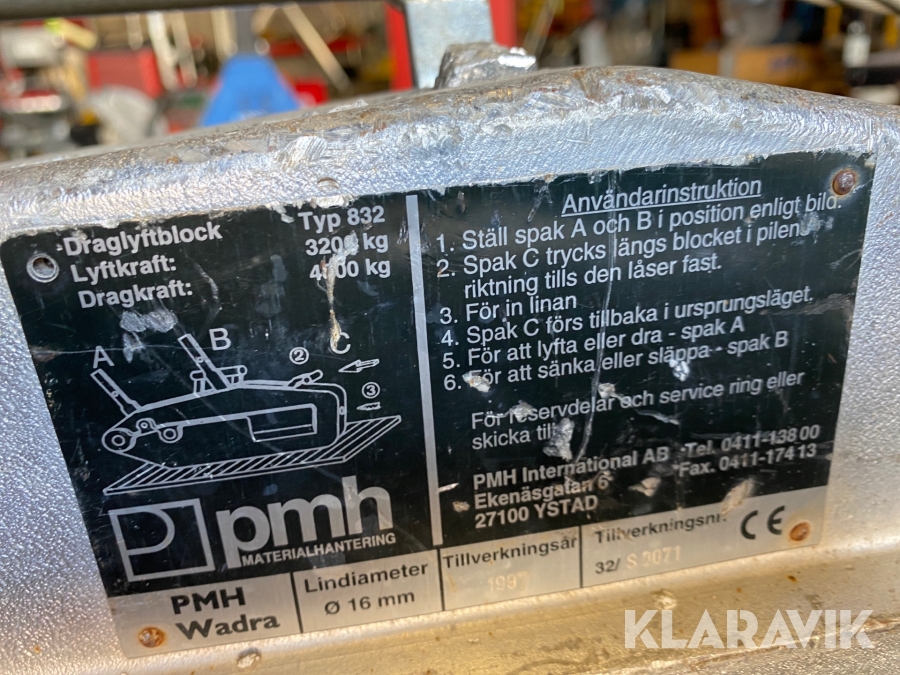 Draglyftblock Typ 832
Lyftkraft: 3200 kg
Dragkraft: kg
A B C
2
3
pmh
MATERIALHANTERING
Användarinstruktion
1. Ställ spak A och B i position enligt bild.
2. Spak C trycks längs blocket i pilens
riktning tills den låser fast.
3. För in linan
4. Spak C förs tillbaka i ursprungsläget.
5. För att lyfta eller dra - spak A
6. För att sänka eller släppa - spak B
För reservdelar och service ring eller
skicka till:
PMH International AB Tel. 0411-138 00
Ekenäsgatan 6 Fax. 0411-174 13
27100 YSTAD
PMH
Wadra
Lindiameter
Ø 16 mm
Tillverkningsår
Tillverkningsnr.
32/
CE
KLARAVIK